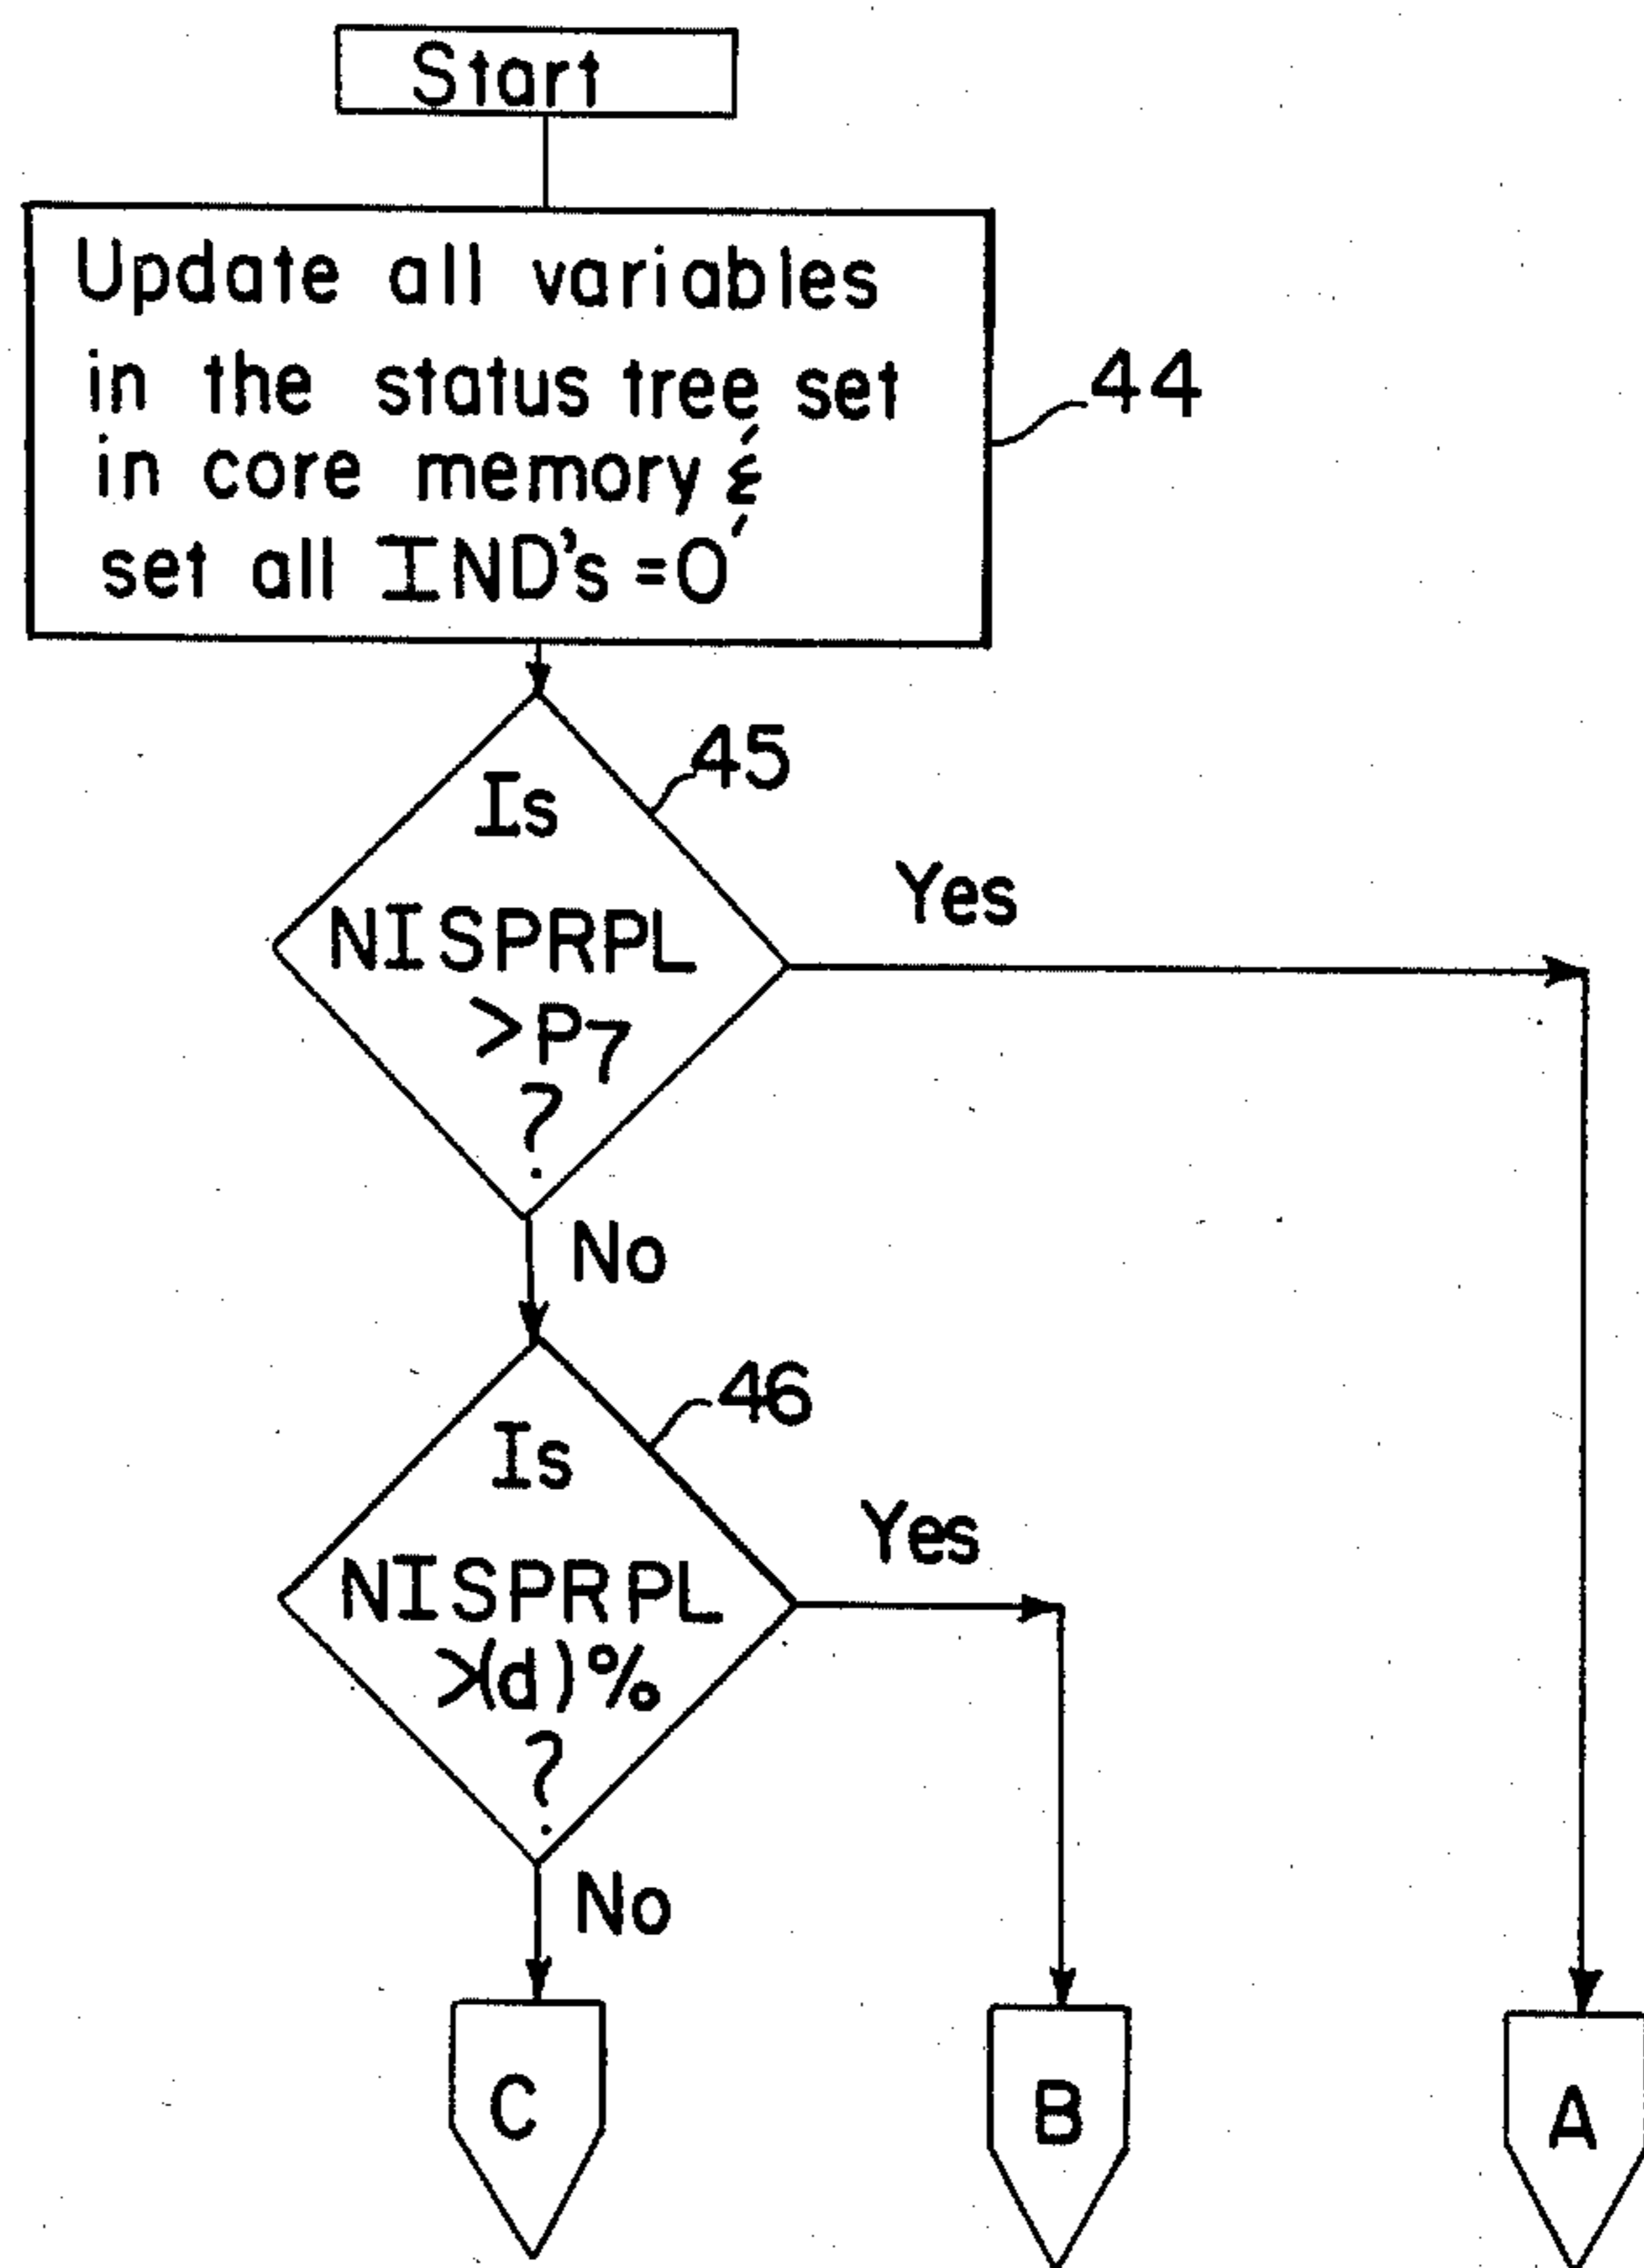 Start
Update all variables
in the status tree set
in core memory &
set all IND's =0
44
45
Is
NISPRPL
>P7
?
Yes
No
46
Is
NISPRPL
>(d)%
?
Yes
No
C
B
A